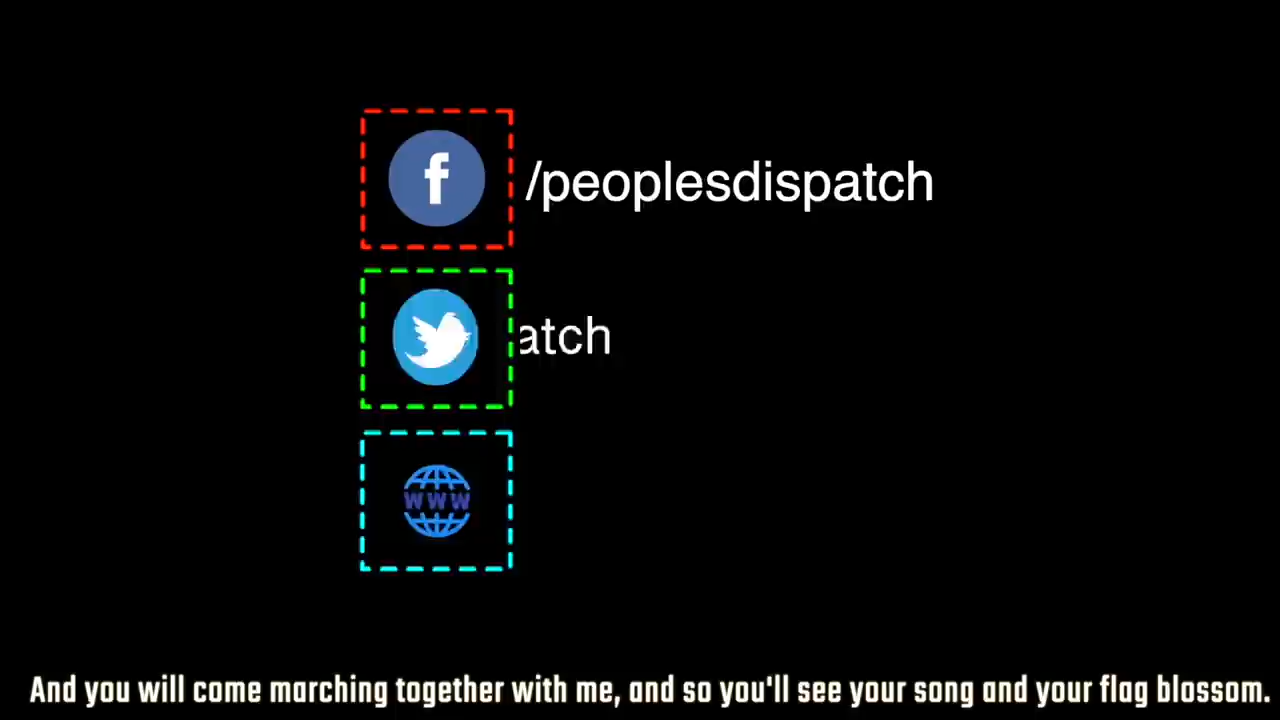 f /peoplesdispatch
atch
WWW
And you will come marching together with me, and so you'll see your song and your flag blossom.